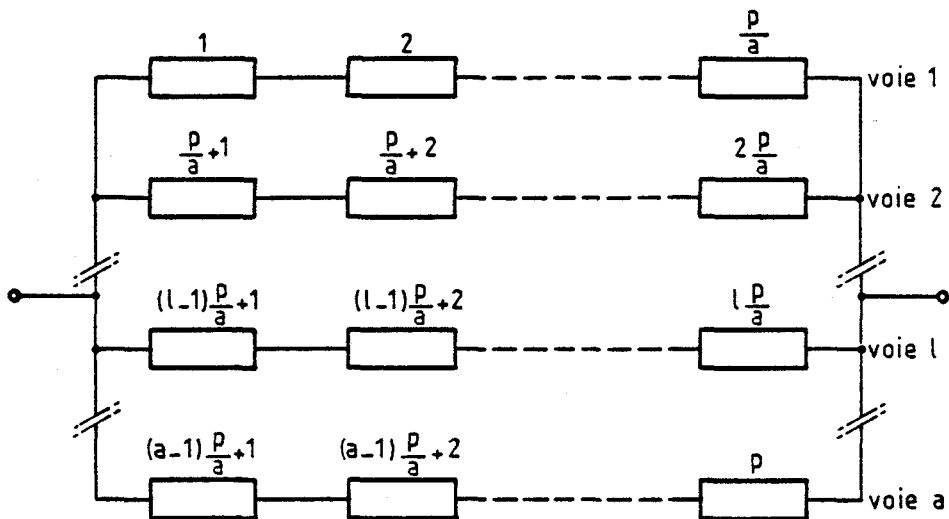 1 2 p/a voie 1
p/a +1 p/a +2 2 p/a voie 2
(l-1) p/a +1 (l-1) p/a +2 l p/a voie l
(a-1) p/a +1 (a-1) p/a +2 p voie a